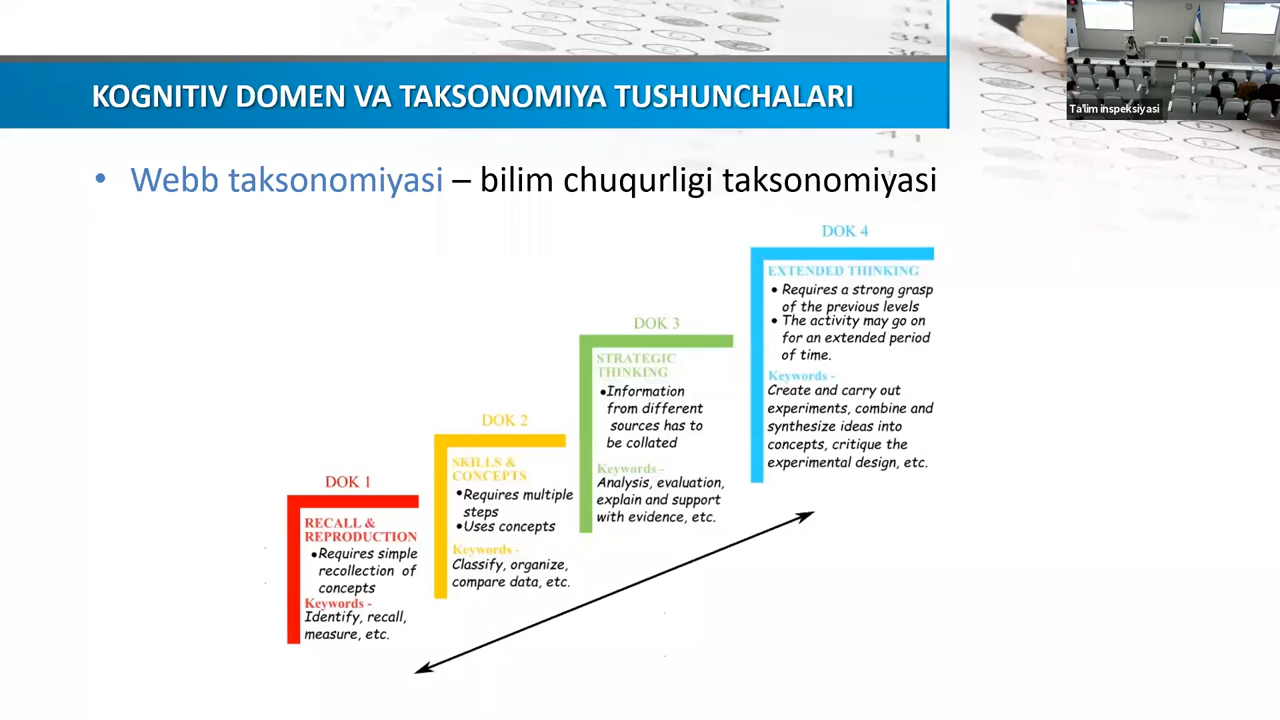 KOGNITIV DOMEN VA TAKSONOMIYA TUSHUNCHALARI
Ta'lim inspeksiyasi
• Webb taksonomiyasi – bilim chuqurligi taksonomiyasi
DOK 1
RECALL &
REPRODUCTION
•Requires simple
recollection of
concepts
Keywords -
Identify, recall,
measure, etc.
DOK 2
SKILLS &
CONCEPTS
•Requires multiple
steps
•Uses concepts
Keywords -
Classify, organize,
compare data, etc.
DOK 3
STRATEGIC
THINKING
•Information
from different
sources has to
be collated
Keywords -
Analysis, evaluation,
explain and support
with evidence, etc.
DOK 4
EXTENDED THINKING
• Requires a strong grasp
of the previous levels
• The activity may go on
for an extended period
of time.
Keywords -
Create and carry out
experiments, combine and
synthesize ideas into
concepts, critique the
experimental design, etc.